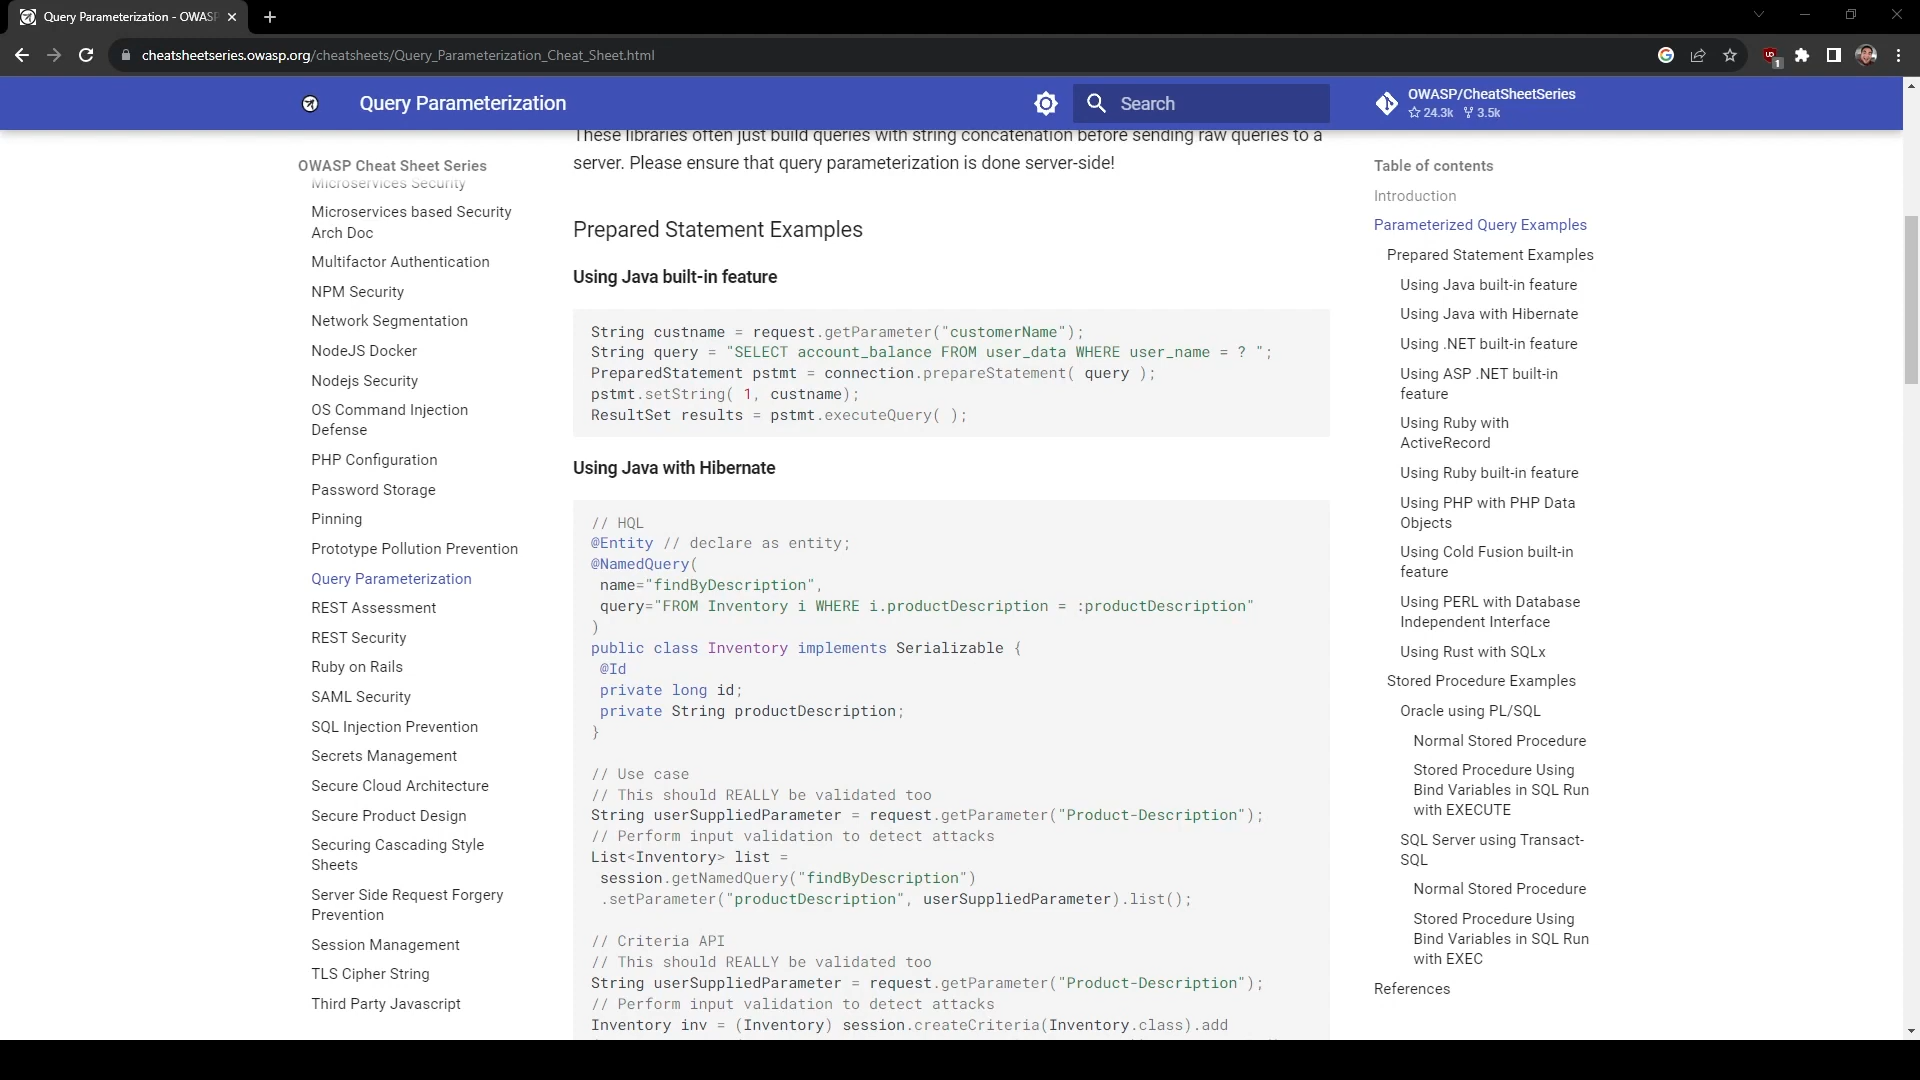 Query Parameterization - OWASP
cheatsheetseries.owasp.org/cheatsheets/Query_Parameterization_Cheat_Sheet.html
1
Query Parameterization
Search
OWASP/CheatSheetSeries
24.3k 3.5k
OWASP Cheat Sheet Series
Microservices Security
Microservices based Security
Arch Doc
Multifactor Authentication
NPM Security
Network Segmentation
NodeJS Docker
Nodejs Security
OS Command Injection
Defense
PHP Configuration
Password Storage
Pinning
Prototype Pollution Prevention
Query Parameterization
REST Assessment
REST Security
Ruby on Rails
SAML Security
SQL Injection Prevention
Secrets Management
Secure Cloud Architecture
Secure Product Design
Securing Cascading Style
Sheets
Server Side Request Forgery
Prevention
Session Management
TLS Cipher String
Third Party Javascript
These libraries often just build queries with string concatenation before sending raw queries to a
server. Please ensure that query parameterization is done server-side!
Prepared Statement Examples
Using Java built-in feature
String custname = request.getParameter("customerName");
String query = "SELECT account_balance FROM user_data WHERE user_name = ? ";
PreparedStatement pstmt = connection.prepareStatement( query );
pstmt.setString( 1, custname);
ResultSet results = pstmt.executeQuery( );
Using Java with Hibernate
// HQL
@Entity // declare as entity;
@NamedQuery(
name="findByDescription",
query="FROM Inventory i WHERE i.productDescription = :productDescription"
)
public class Inventory implements Serializable {
@Id
private long id;
private String productDescription;
}
// Use case
// This should REALLY be validated too
String userSuppliedParameter = request.getParameter("Product-Description");
// Perform input validation to detect attacks
List<Inventory> list =
session.getNamedQuery("findByDescription")
.setParameter("productDescription", userSuppliedParameter).list();
// Criteria API
// This should REALLY be validated too
String userSuppliedParameter = request.getParameter("Product-Description");
// Perform input validation to detect attacks
Inventory inv = (Inventory) session.createCriteria(Inventory.class).add
Table of contents
Introduction
Parameterized Query Examples
Prepared Statement Examples
Using Java built-in feature
Using Java with Hibernate
Using .NET built-in feature
Using ASP .NET built-in
feature
Using Ruby with
ActiveRecord
Using Ruby built-in feature
Using PHP with PHP Data
Objects
Using Cold Fusion built-in
feature
Using PERL with Database
Independent Interface
Using Rust with SQLx
Stored Procedure Examples
Oracle using PL/SQL
Normal Stored Procedure
Stored Procedure Using
Bind Variables in SQL Run
with EXECUTE
SQL Server using Transact-
SQL
Normal Stored Procedure
Stored Procedure Using
Bind Variables in SQL Run
with EXEC
References